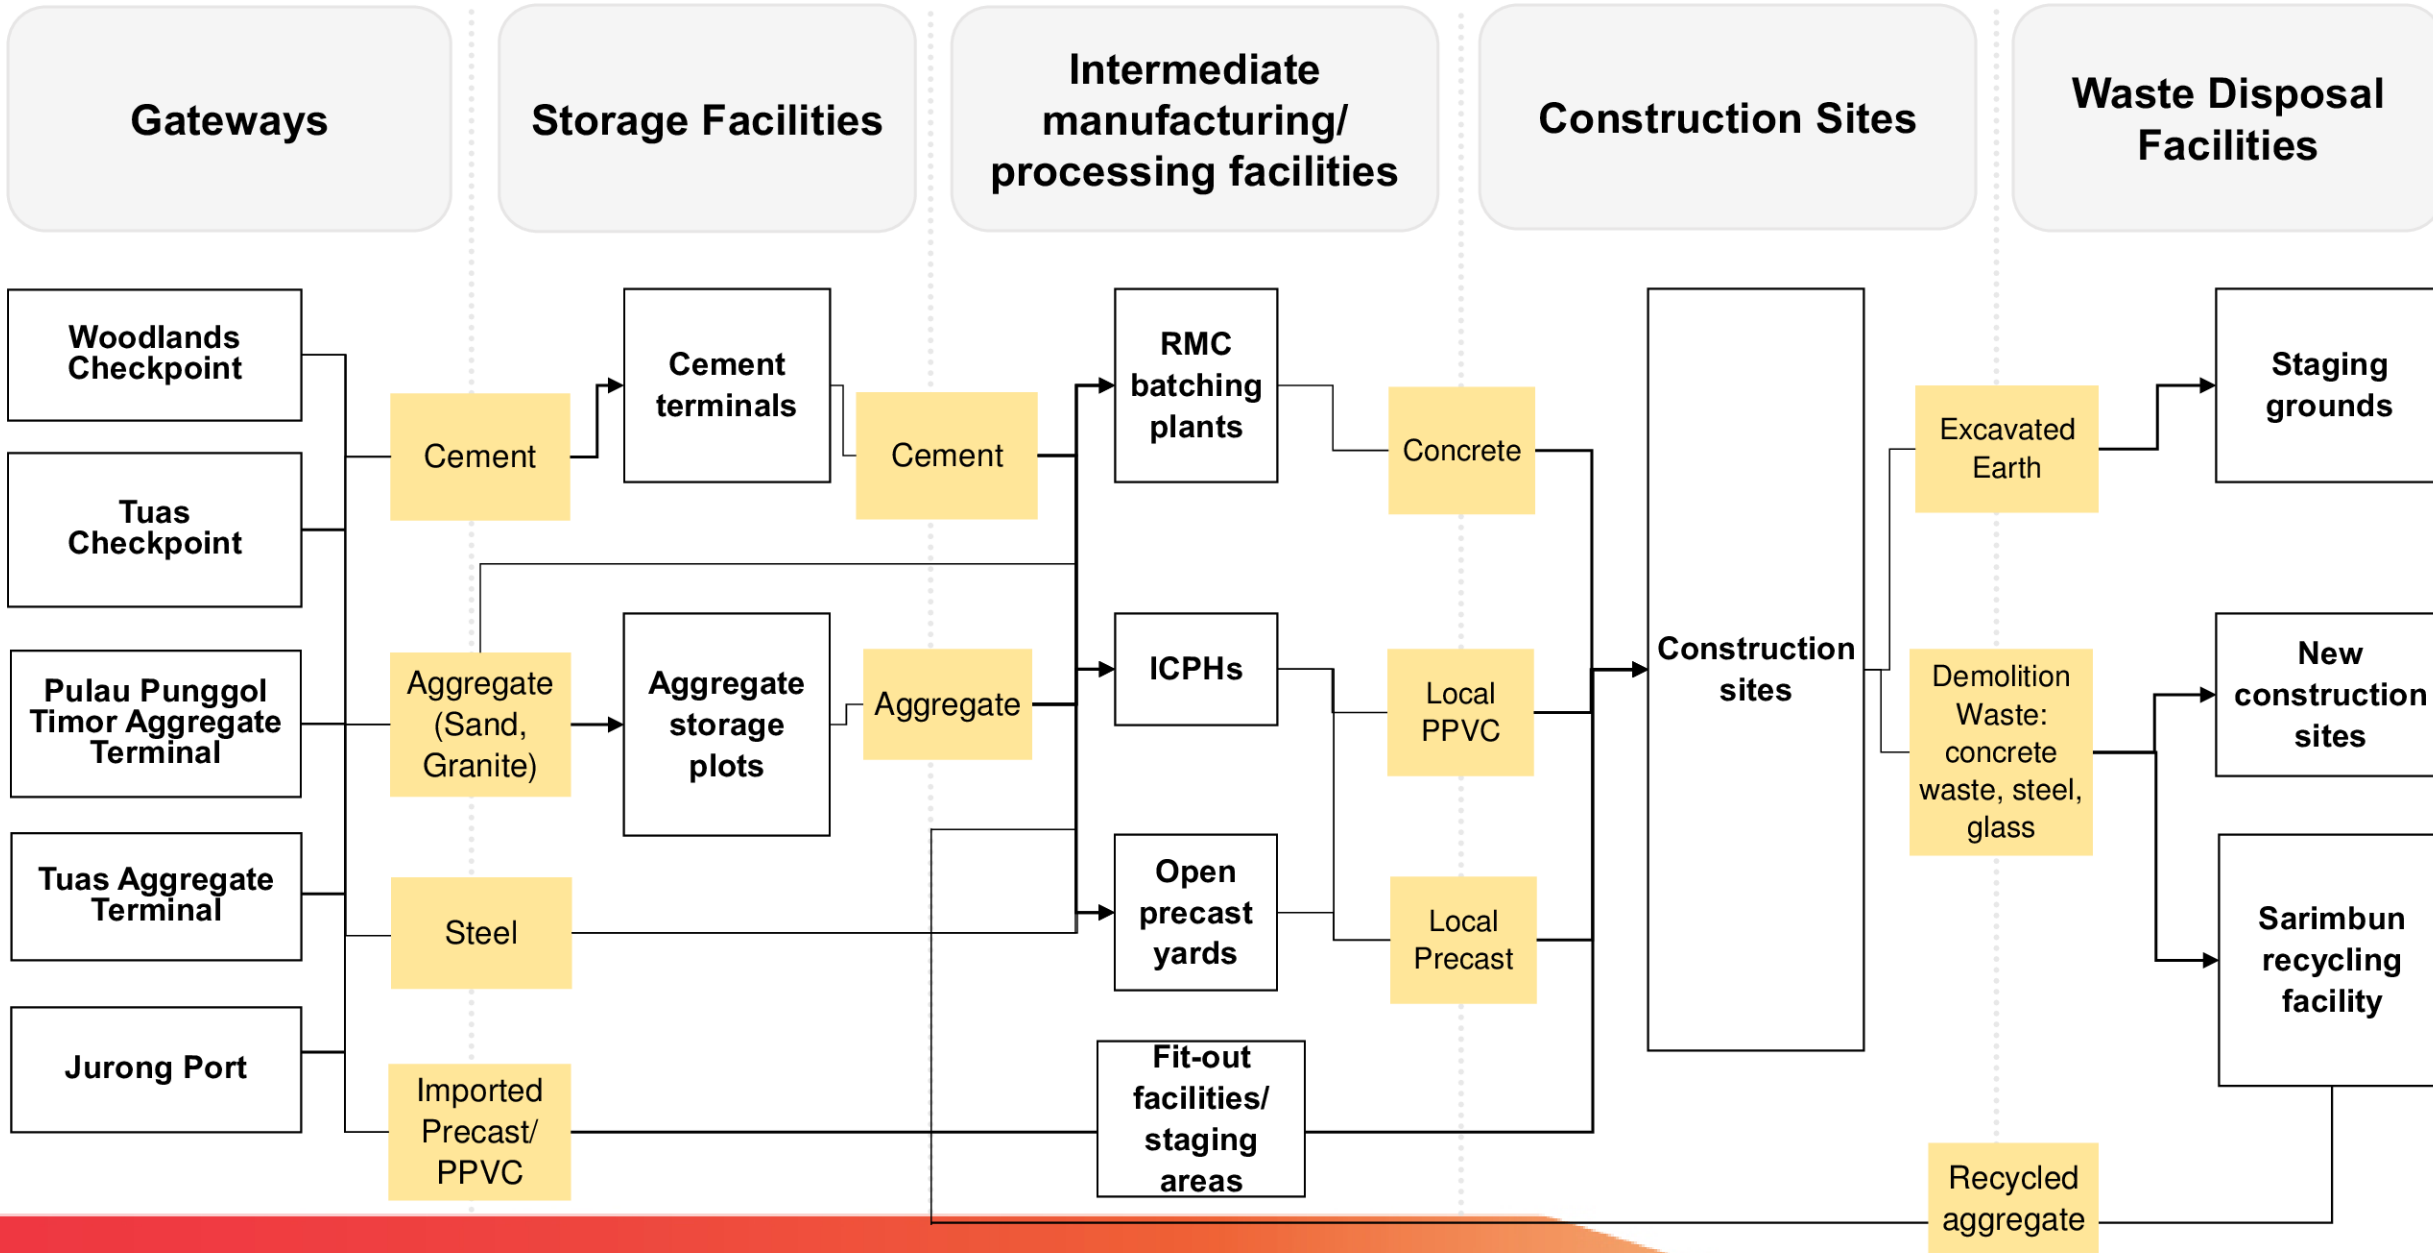 Gateways
Storage Facilities
Intermediate
manufacturing/
processing facilities
Construction Sites
Waste Disposal
Facilities
Woodlands
Checkpoint
Tuas
Checkpoint
Pulau Punggol
Timor Aggregate
Terminal
Tuas Aggregate
Terminal
Jurong Port
Cement
Aggregate
(Sand,
Granite)
Steel
Imported
Precast/
PPVC
Cement
terminals
Aggregate
storage
plots
Cement
Aggregate
RMC
batching
plants
ICPHs
Open
precast
yards
Fit-out
facilities/
staging
areas
Concrete
Local
PPVC
Local
Precast
Construction
sites
Excavated
Earth
Demolition
Waste:
concrete
waste, steel,
glass
Recycled
aggregate
Staging
grounds
New
construction
sites
Sarimbun
recycling
facility